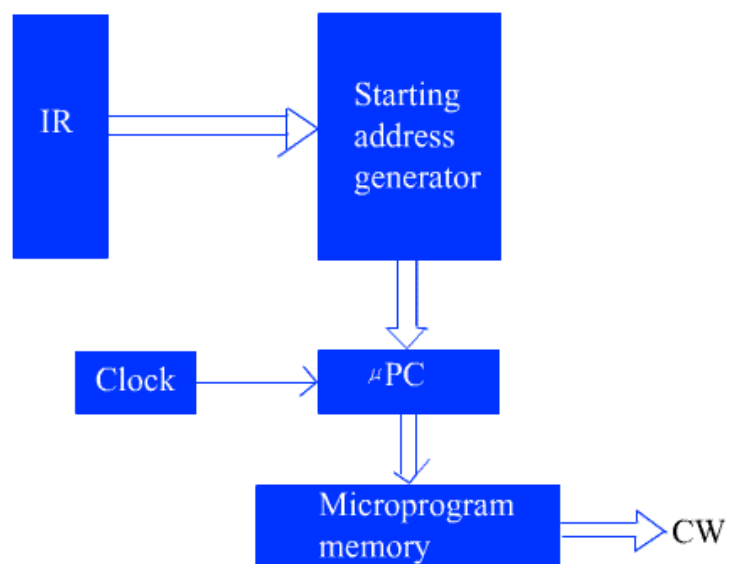 IR
Starting
address
generator
Clock
μPC
Microprogram
memory
CW